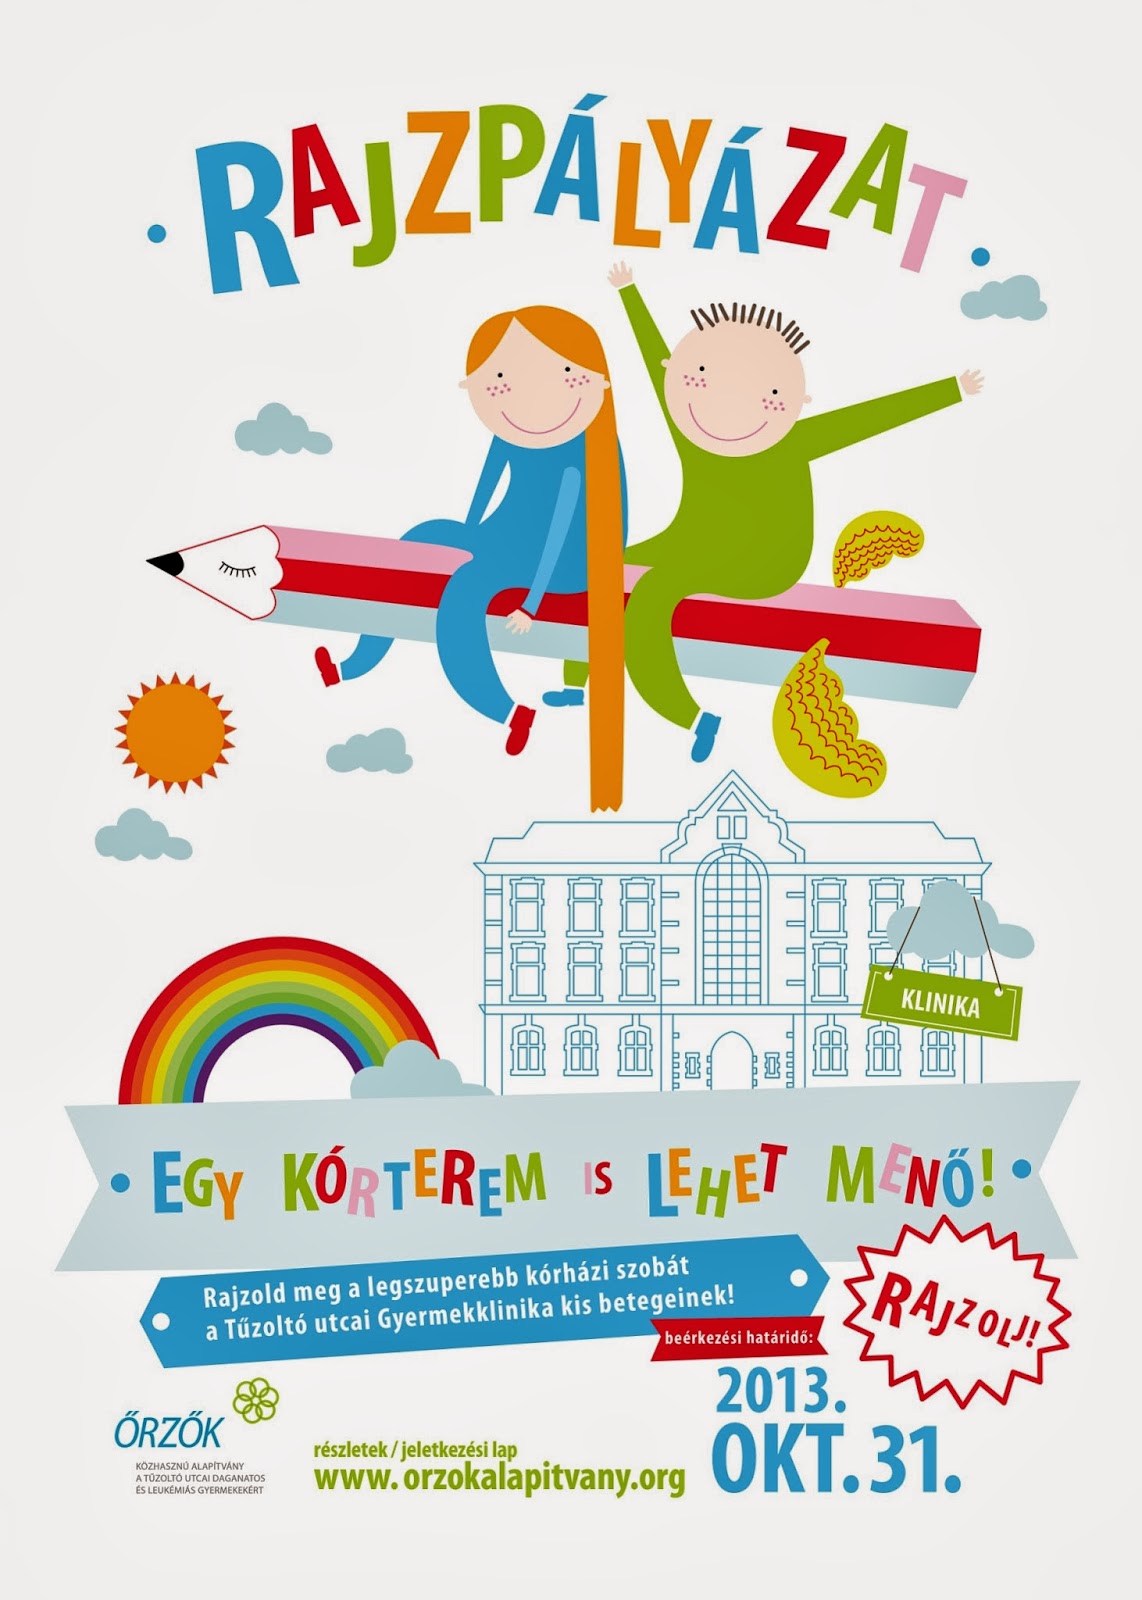 RAJZPÁLYÁZAT
KLINIKA
EGY KÓRTEREM IS LEHET MENŐ!
Rajzold meg a legszuperebb kórházi szobát
a Tűzoltó utcai Gyermekklinika kis betegeinek!
RAJZOLJ!
beérkezési határidő:
2013.
OKT. 31.
ŐRZŐK
KÖZHASZNÚ ALAPÍTVÁNY
A TŰZOLTÓ UTCAI DAGANATOS
ÉS LEUKÉMIÁS GYERMEKEKÉRT
részletek / jeletkezési lap
www. orzokalapitvany.org